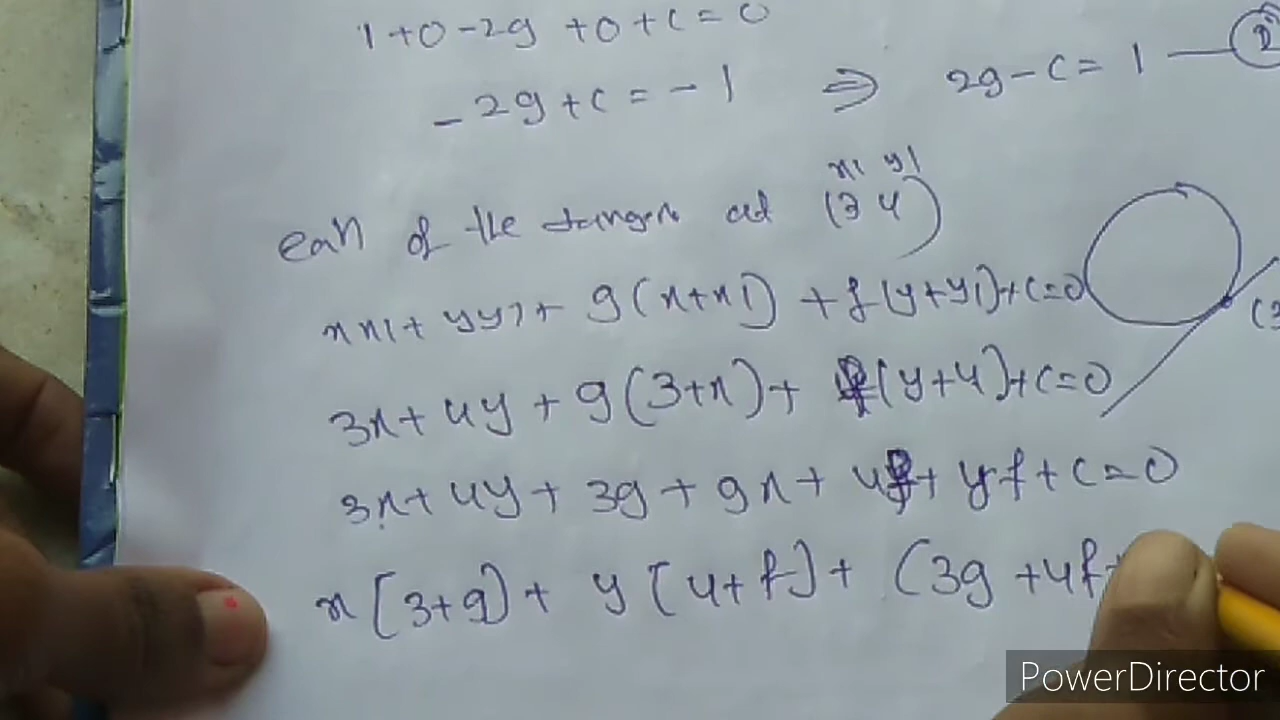 1+0-2g +0+c=0
-2g+c=-1 ⇒ 2g-c=1 — 2
x1 y1
eqn of the tangent at (3 4)
xx1+ yy1+ g(x+x1) +f(y+y1)+c=0
(3
3x+4y+g(3+x)+ f(y+4)+c=0
3x+4y+3g+gx+4f+yf+c=0
x[3+g]+ y[4+f]+ (3g +4f+
PowerDirector